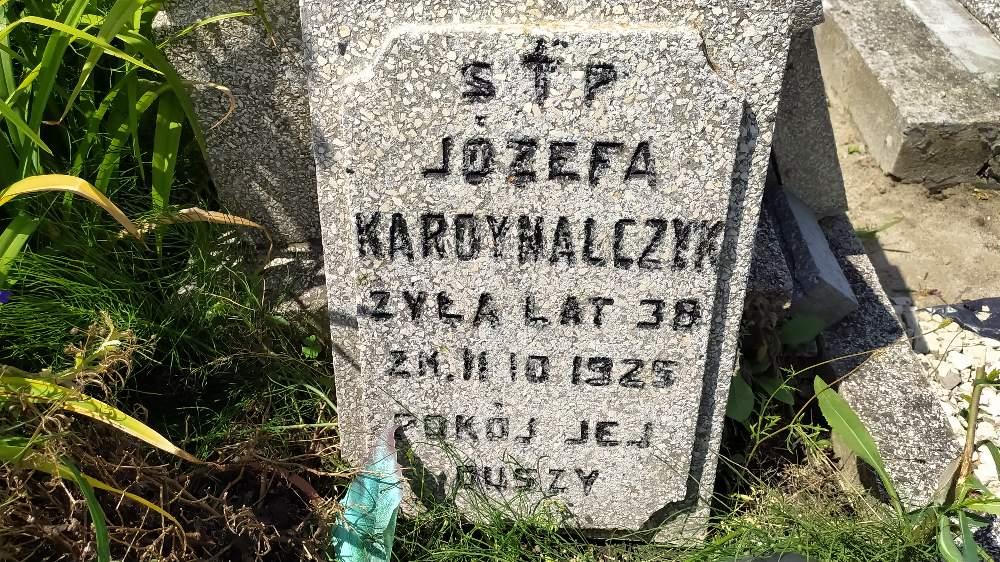 S † P
JÓZEFA
KARDYNALCZYK
ŻYŁA LAT 38
ZM. 11 10 1925
POKÓJ JEJ
DUSZY